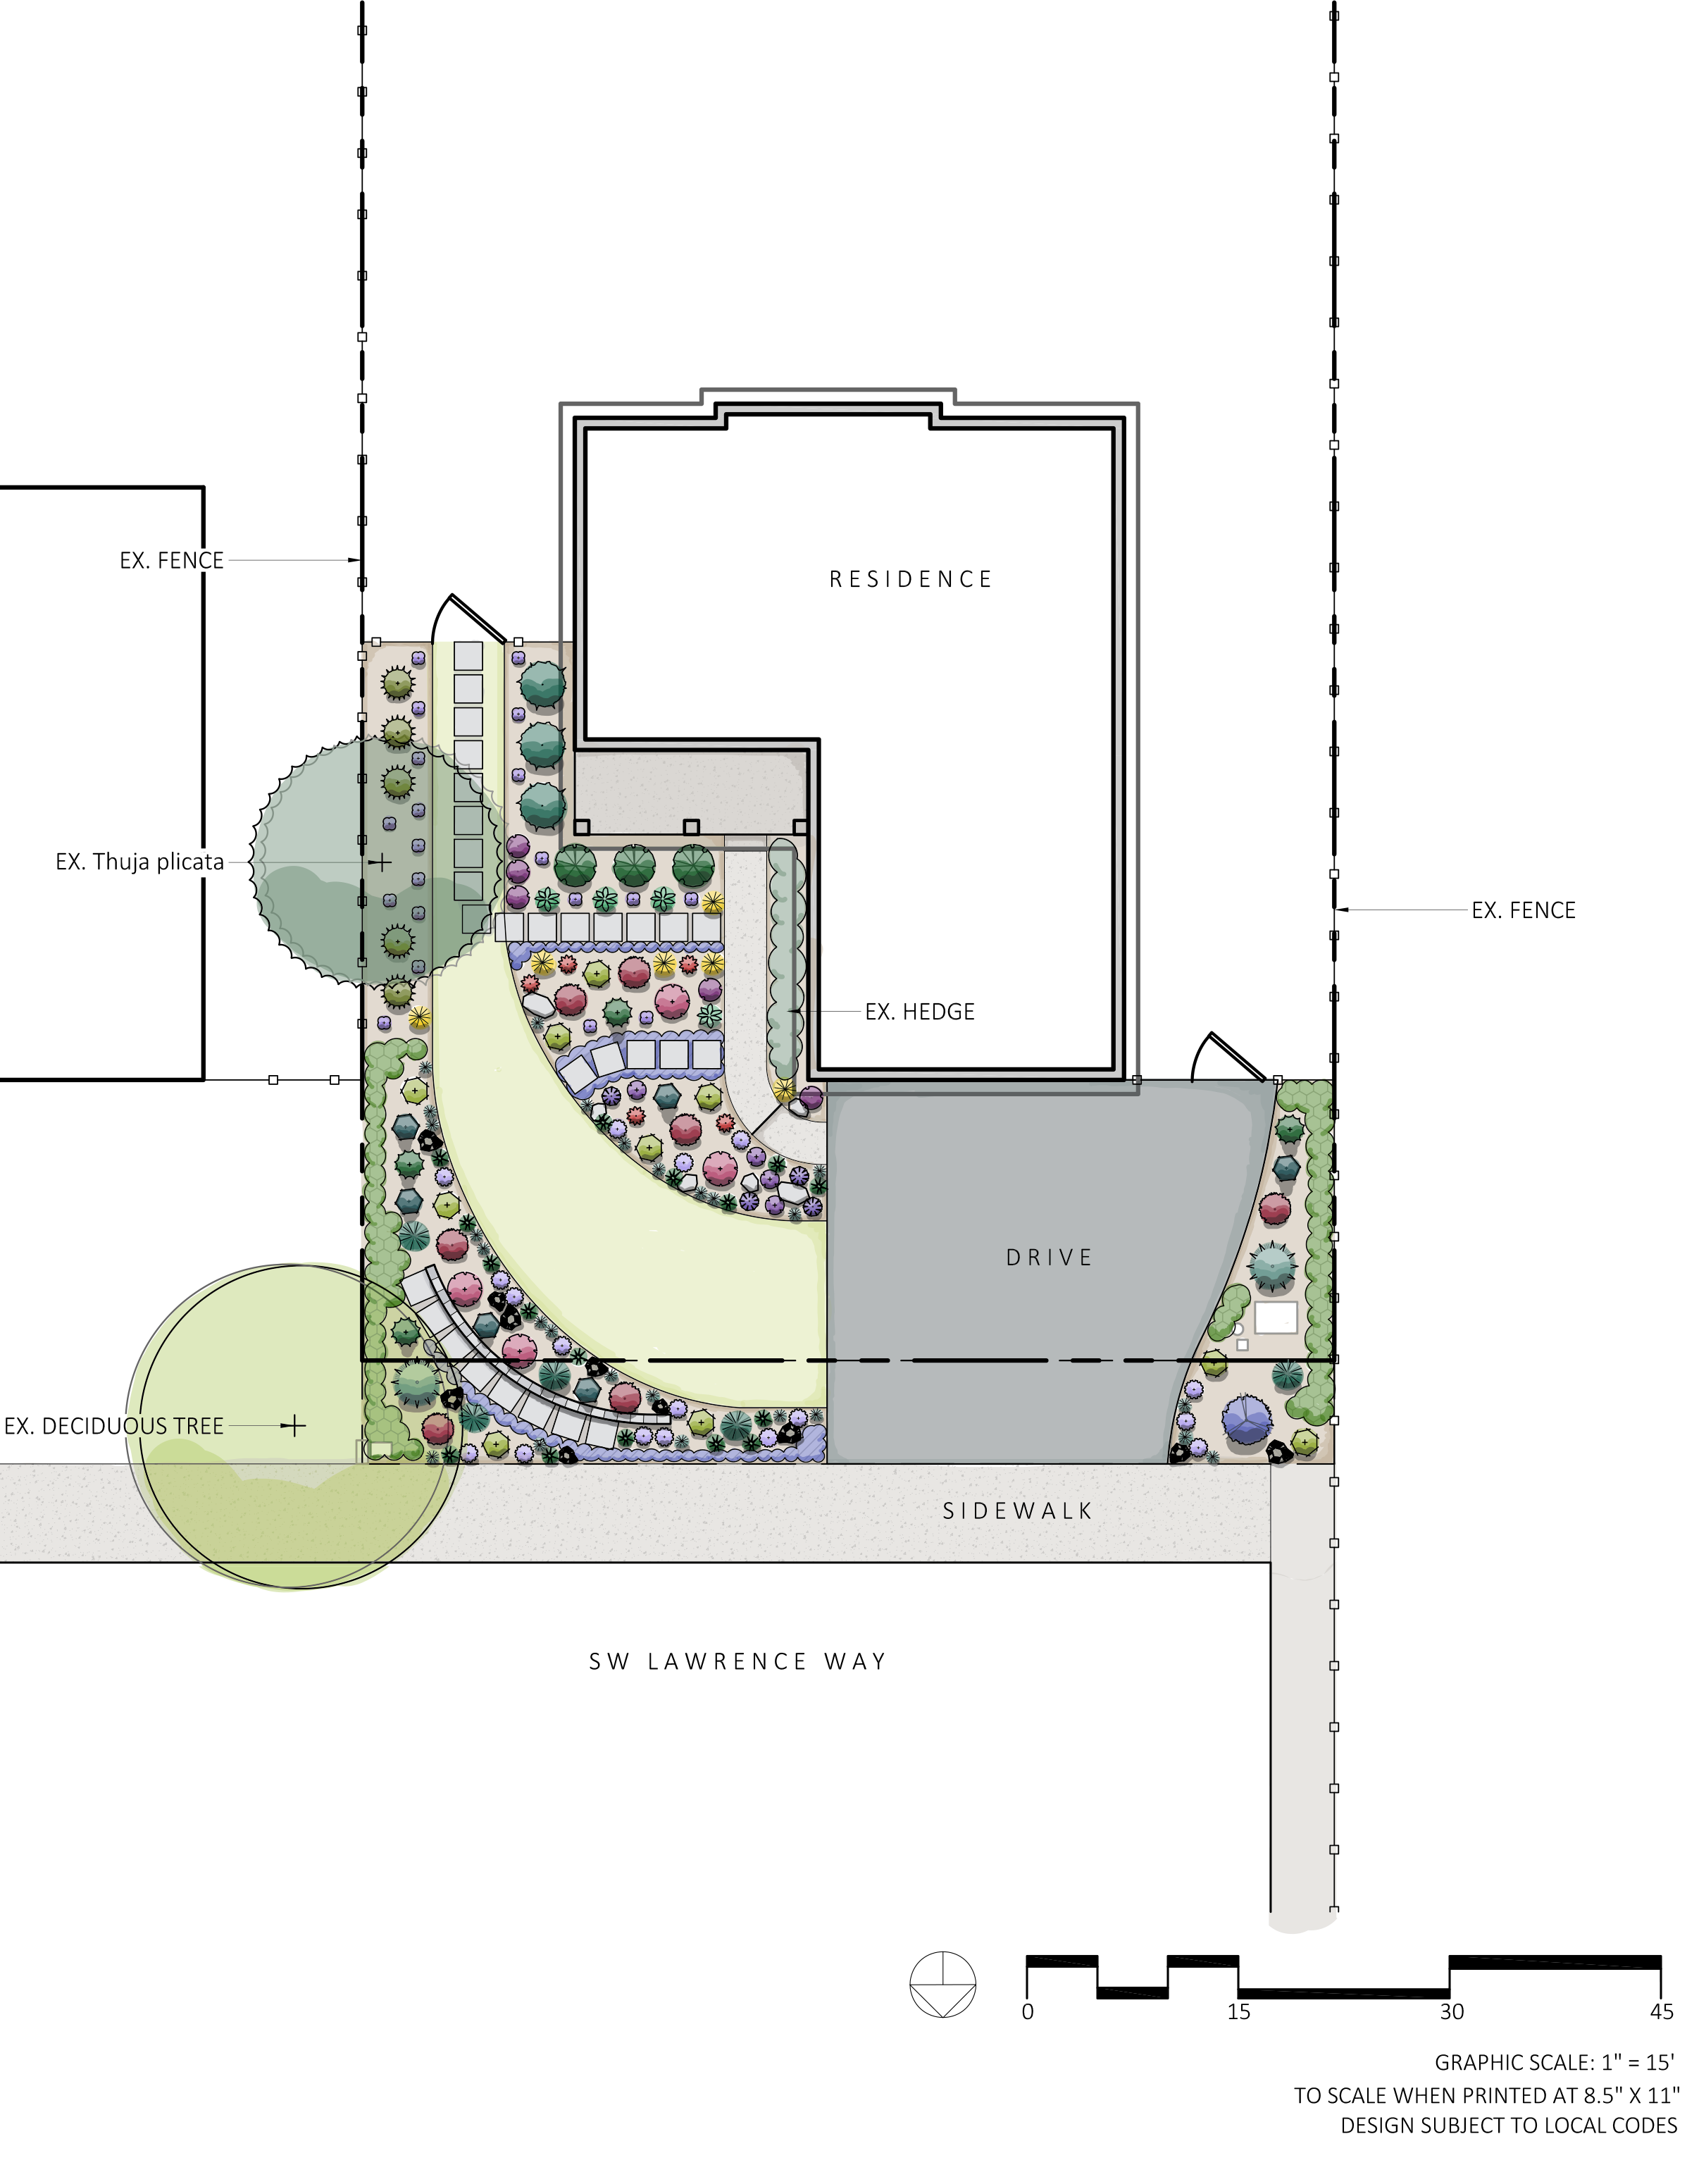 RESIDENCE
EX. FENCE
EX. Thuja plicata
EX. FENCE
EX. HEDGE
DRIVE
EX. DECIDUOUS TREE
SIDEWALK
SW LAWRENCE WAY
0 15 30 45
GRAPHIC SCALE: 1" = 15'
TO SCALE WHEN PRINTED AT 8.5" X 11"
DESIGN SUBJECT TO LOCAL CODES